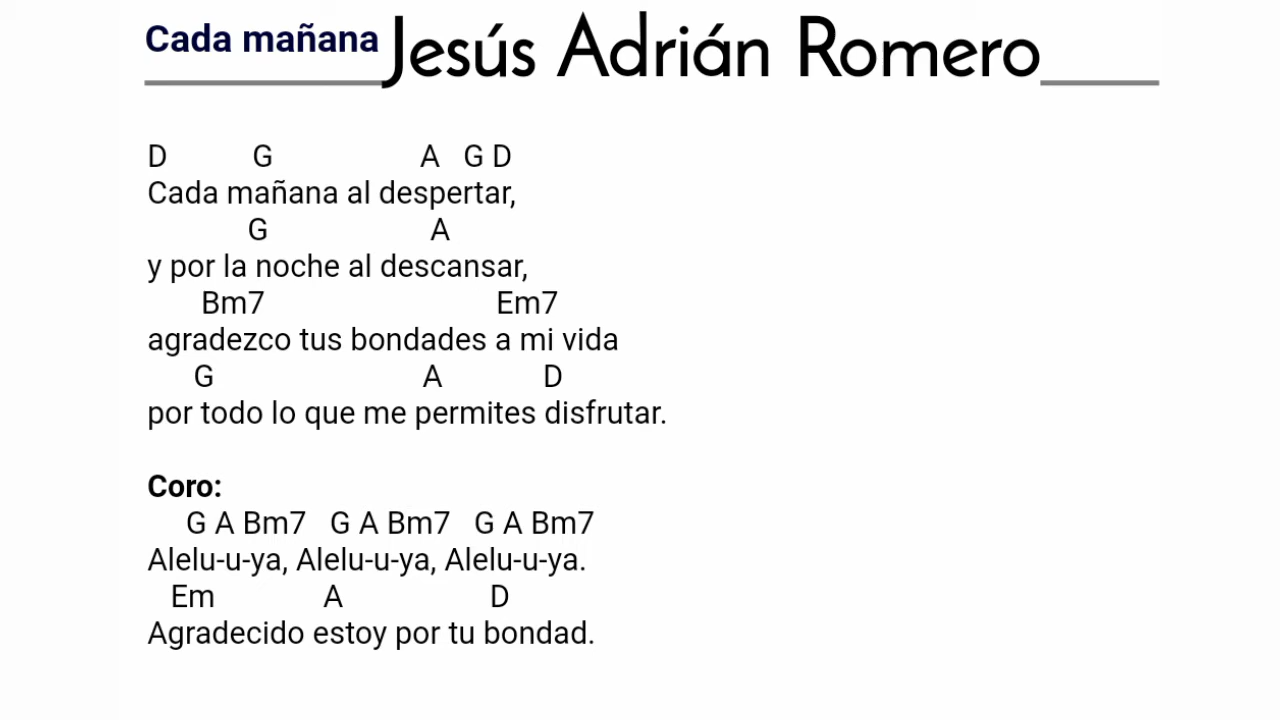 Cada mañana Jesús Adrián Romero
D G A G D
Cada mañana al despertar,
G A
y por la noche al descansar,
Bm7 Em7
agradezco tus bondades a mi vida
G A D
por todo lo que me permites disfrutar.
Coro:
G A Bm7 G A Bm7 G A Bm7
Alelu-u-ya, Alelu-u-ya, Alelu-u-ya.
Em A D
Agradecido estoy por tu bondad.